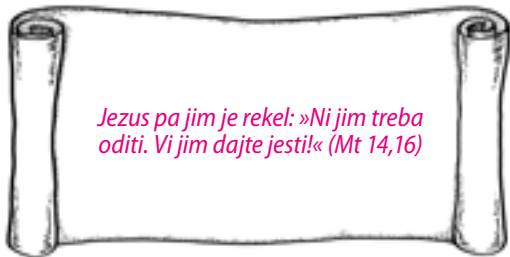 Jezus pa jim je rekel: »Ni jim treba
oditi. Vi jim dajte jesti!« (Mt 14,16)